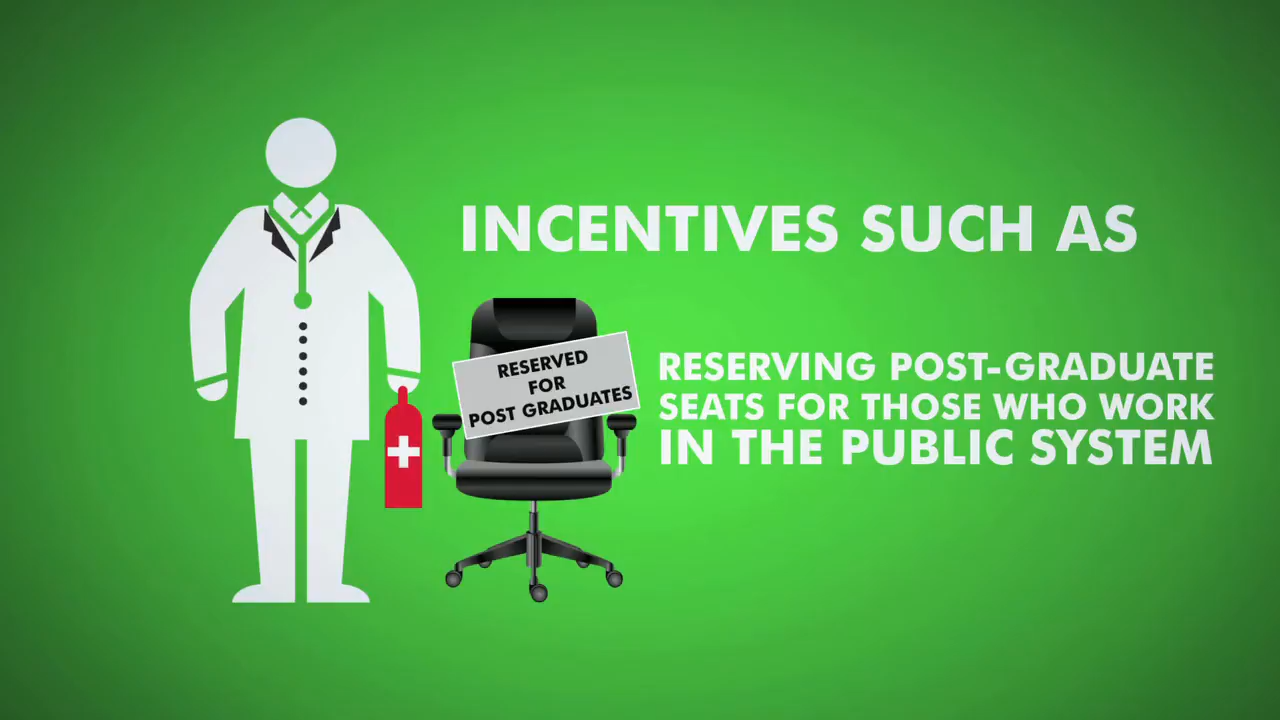 INCENTIVES SUCH AS
RESERVED
FOR
POST GRADUATES
RESERVING POST-GRADUATE
SEATS FOR THOSE WHO WORK
IN THE PUBLIC SYSTEM